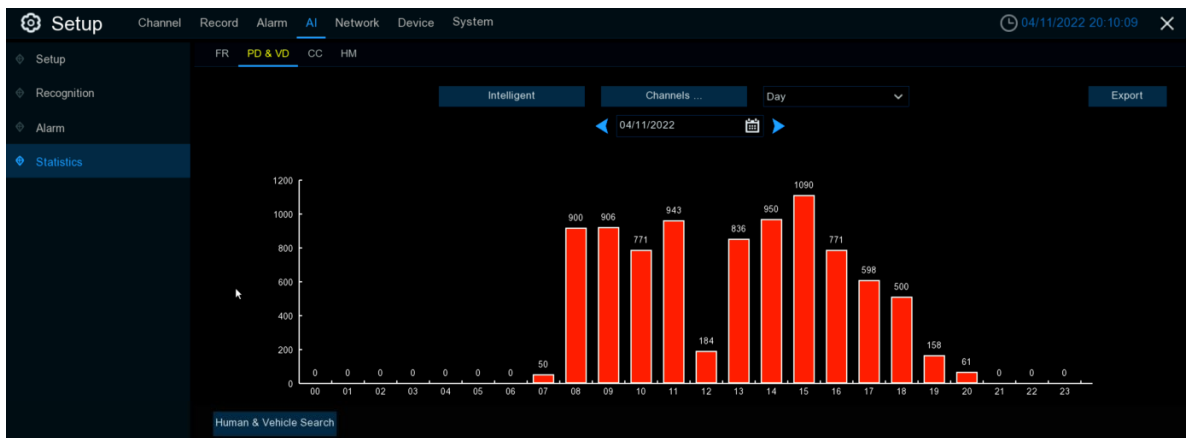 Setup Channel Record Alarm AI Network Device System 04/11/2022 20:10:09
Setup
Recognition
Alarm
Statistics
FR PD & VD CC HM
Intelligent Channels ... Day Export
04/11/2022
1200
1000
800
600
400
200
0
0 0 0 0 0 0 0 50 900 906 771 943 184 836 950 1090 771 598 500 158 61 0 0 0
00 01 02 03 04 05 06 07 08 09 10 11 12 13 14 15 16 17 18 19 20 21 22 23
Human & Vehicle Search